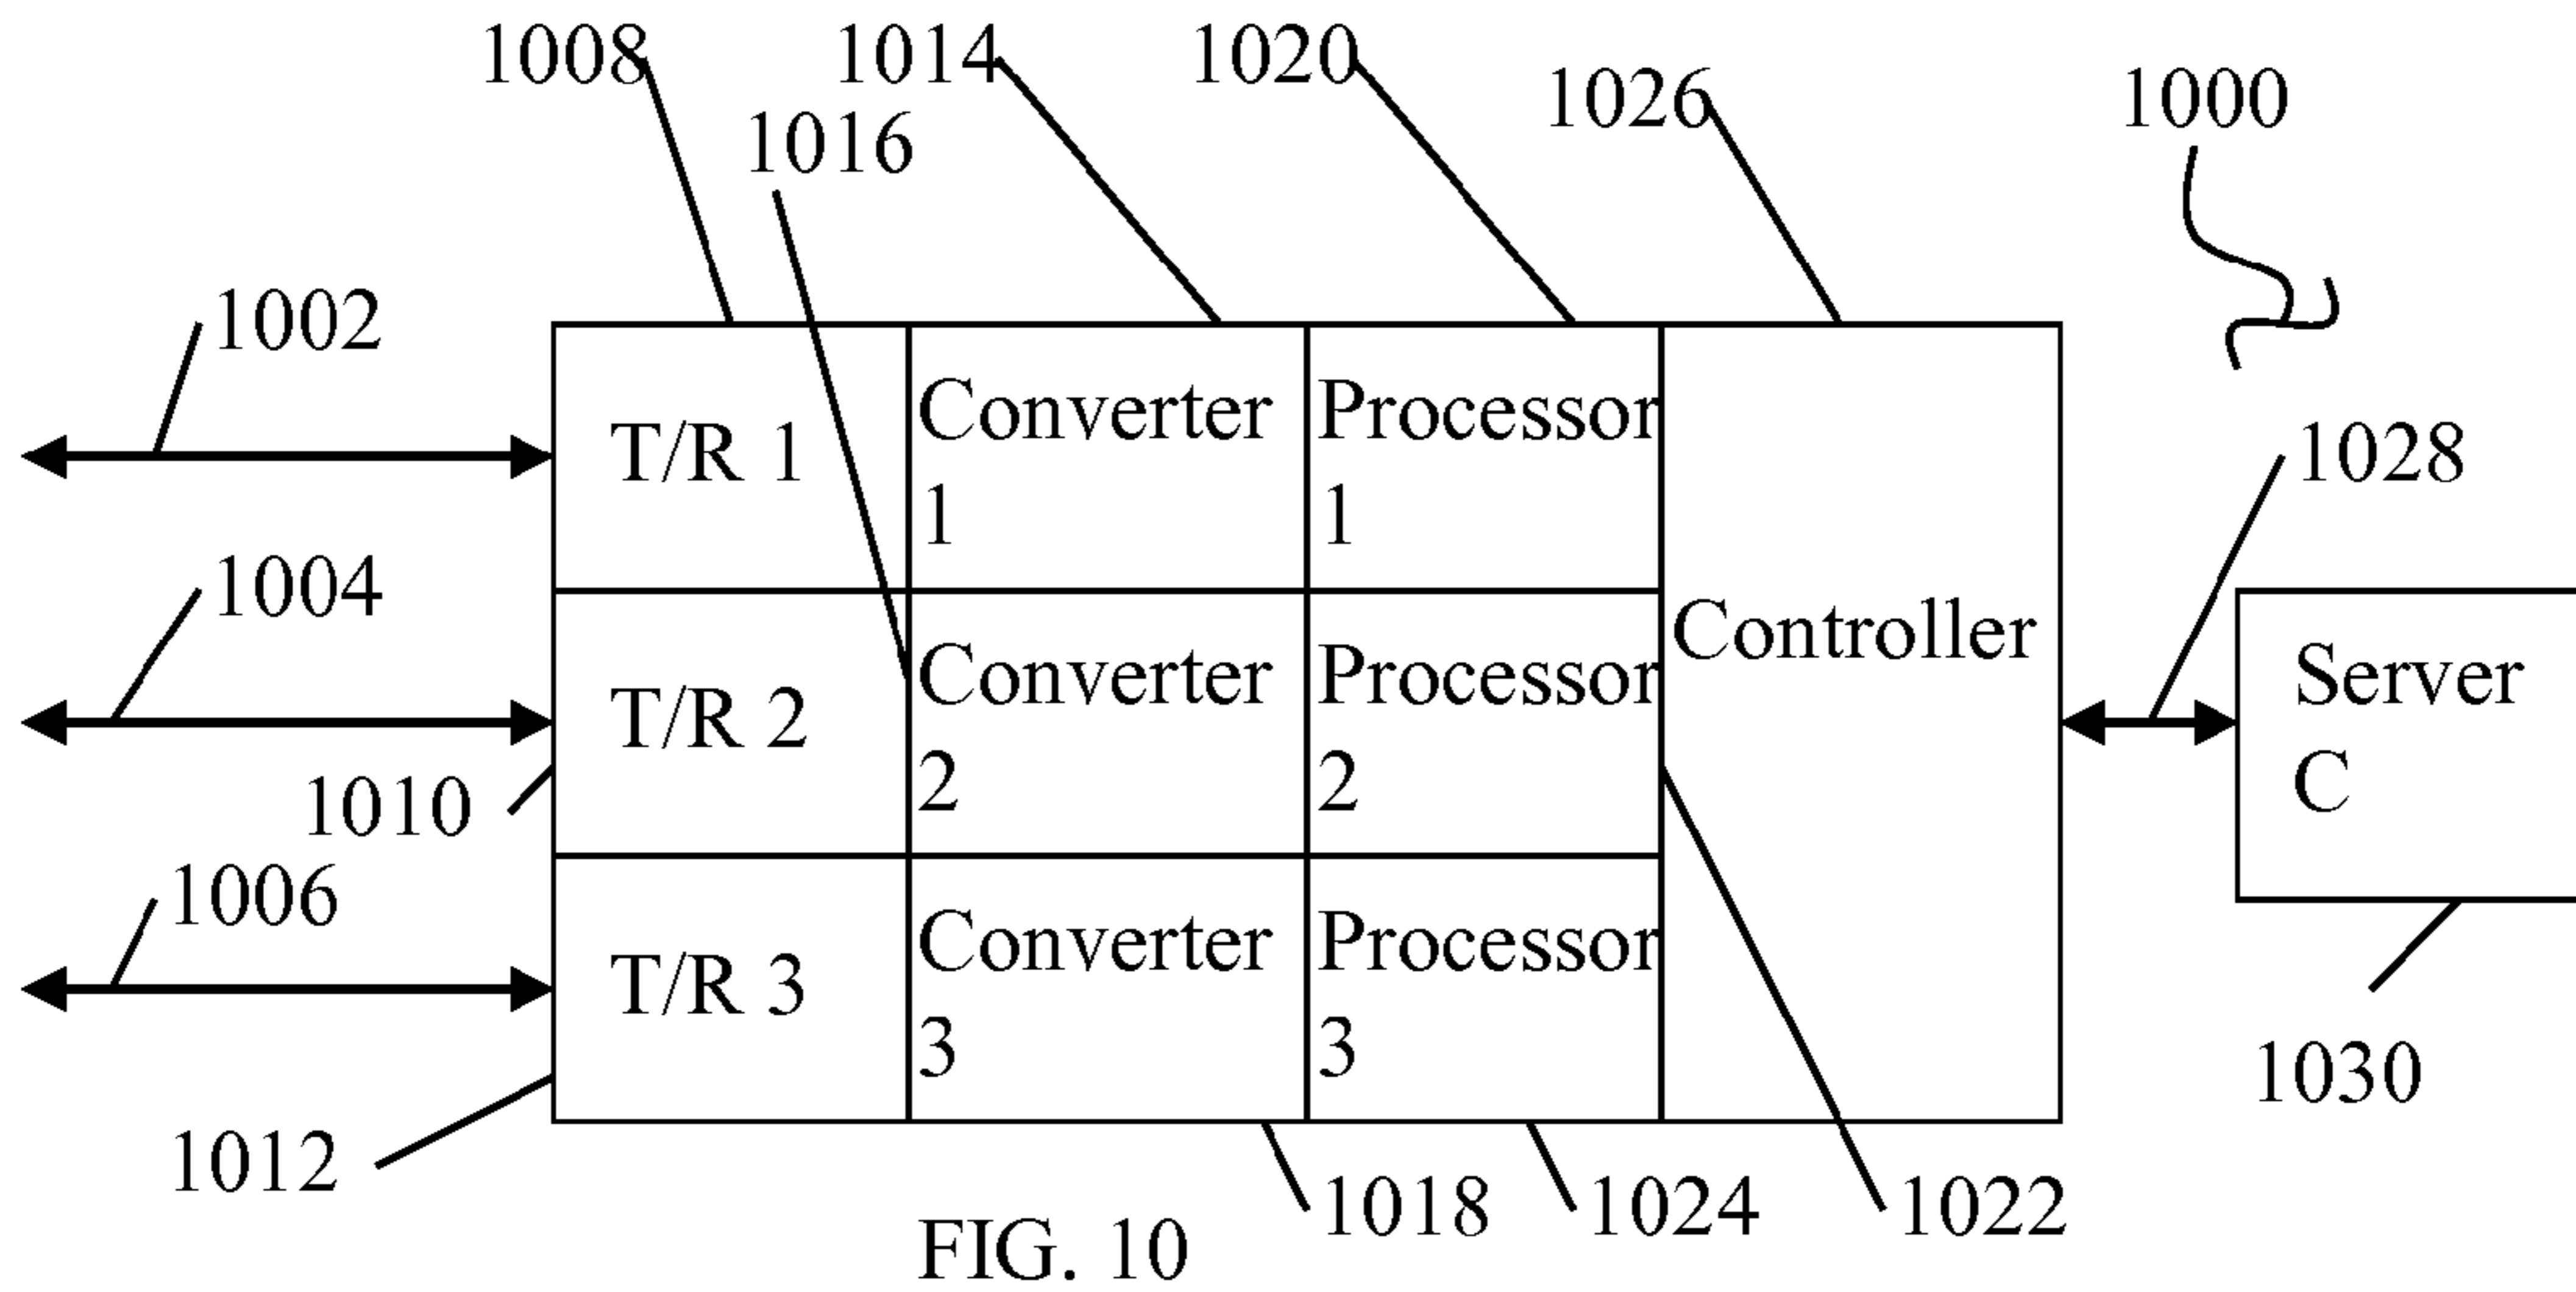 1008
1014
1020
1026
1000
1016
1002
1004
1010
1006
1012
T/R 1
Converter
1
Processor
1
T/R 2
Converter
2
Processor
2
T/R 3
Converter
3
Processor
3
Controller
1028
Server
C
1030
1018
1024
1022
FIG. 10